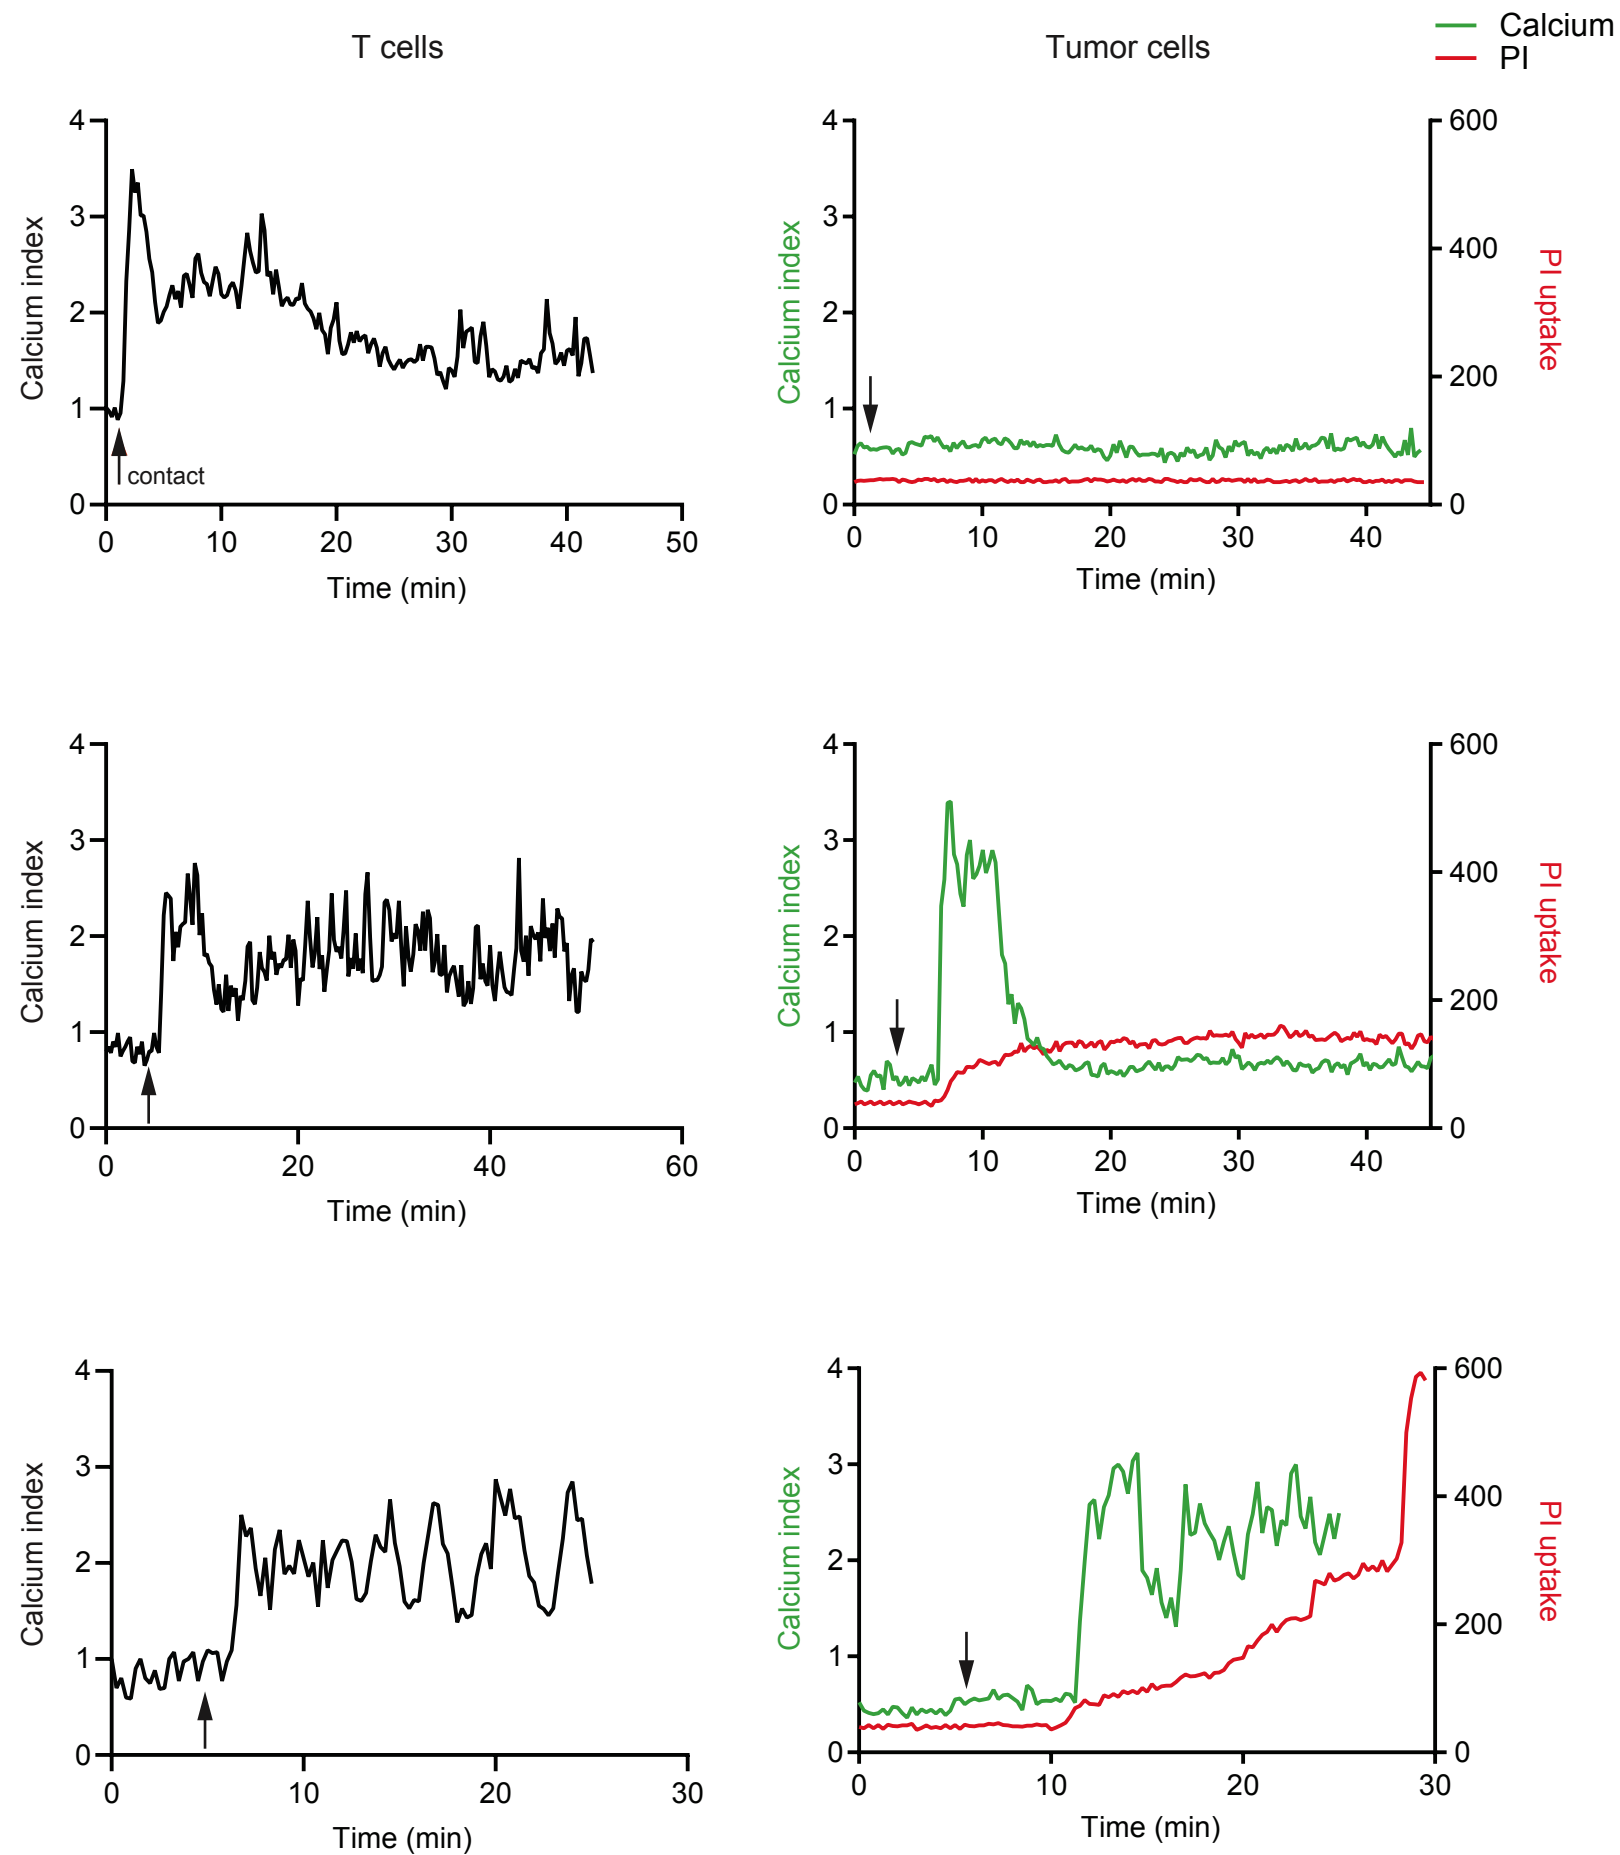 T cells
Tumor cells
Calcium
PI
4
3
2
1
0
Calcium index
contact
0 10 20 30 40 50
Time (min)
4
3
2
1
0
Calcium index
600
400
200
0
PI uptake
0 10 20 30 40
Time (min)
4
3
2
1
0
Calcium index
0 20 40 60
Time (min)
4
3
2
1
0
Calcium index
600
400
200
0
PI uptake
0 10 20 30 40
Time (min)
4
3
2
1
0
Calcium index
0 10 20 30
Time (min)
4
3
2
1
0
Calcium index
600
400
200
0
PI uptake
0 10 20 30
Time (min)